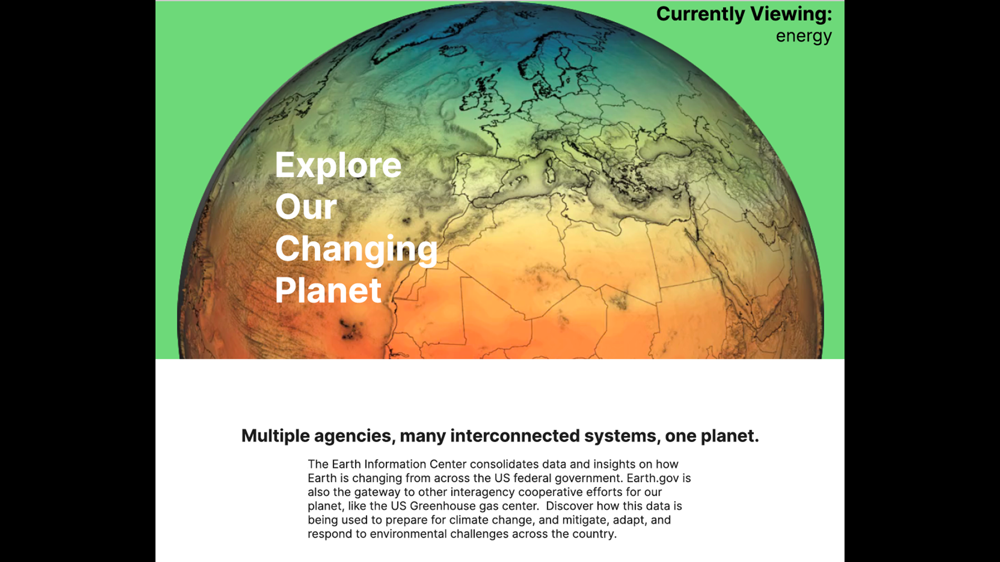 Currently Viewing:
energy
Explore
Our
Changing
Planet
Multiple agencies, many interconnected systems, one planet.
The Earth Information Center consolidates data and insights on how
Earth is changing from across the US federal government. Earth.gov is
also the gateway to other interagency cooperative efforts for our
planet, like the US Greenhouse gas center.  Discover how this data is
being used to prepare for climate change, and mitigate, adapt, and
respond to environmental challenges across the country.